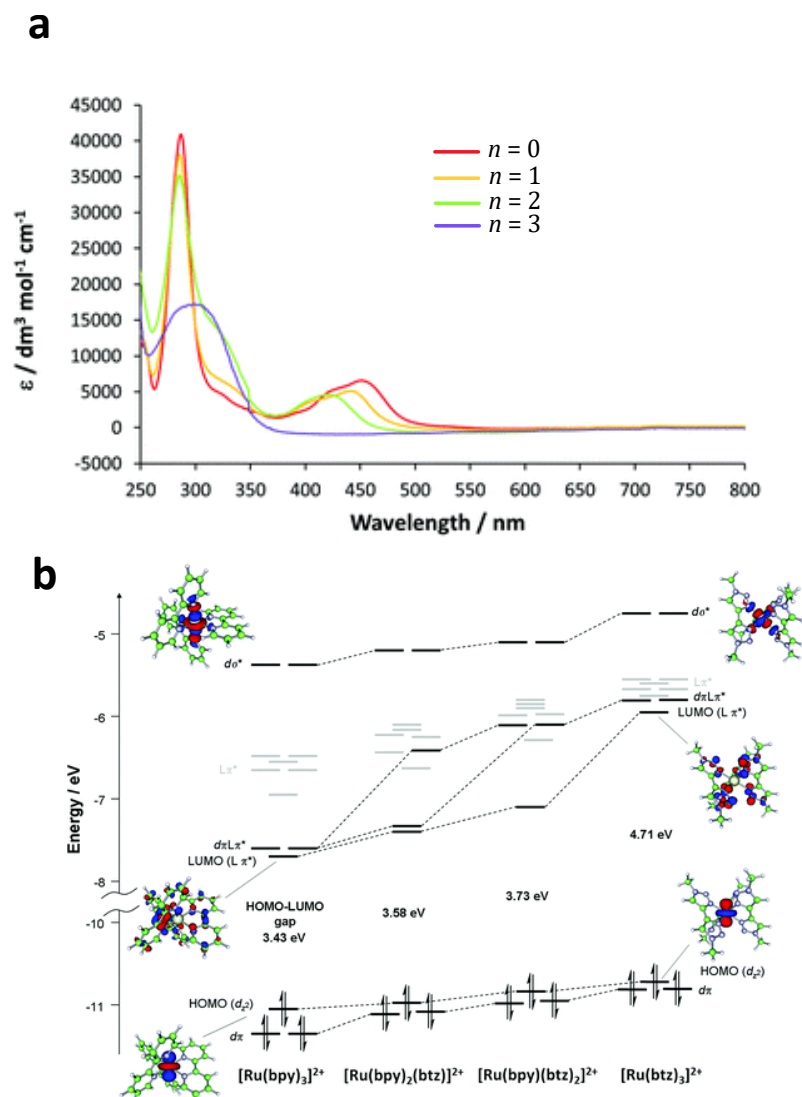 a
45000
40000
35000
30000
25000
20000
15000
10000
5000
0
-5000
ε / dm³ mol⁻¹ cm⁻¹
n = 0
n = 1
n = 2
n = 3
250 300 350 400 450 500 550 600 650 700 750 800
Wavelength / nm
b
Energy / eV
-5
-6
-7
-8
-10
-11
dσ*
dσ*
Lπ*
dπLπ*
LUMO (L π*)
Lπ*
dπLπ*
LUMO (L π*)
HOMO-LUMO
gap
3.43 eV
3.58 eV
3.73 eV
4.71 eV
HOMO (dz²)
dπ
HOMO (dz²)
dπ
[Ru(bpy)₃]²⁺ [Ru(bpy)₂(btz)]²⁺ [Ru(bpy)(btz)₂]²⁺ [Ru(btz)₃]²⁺